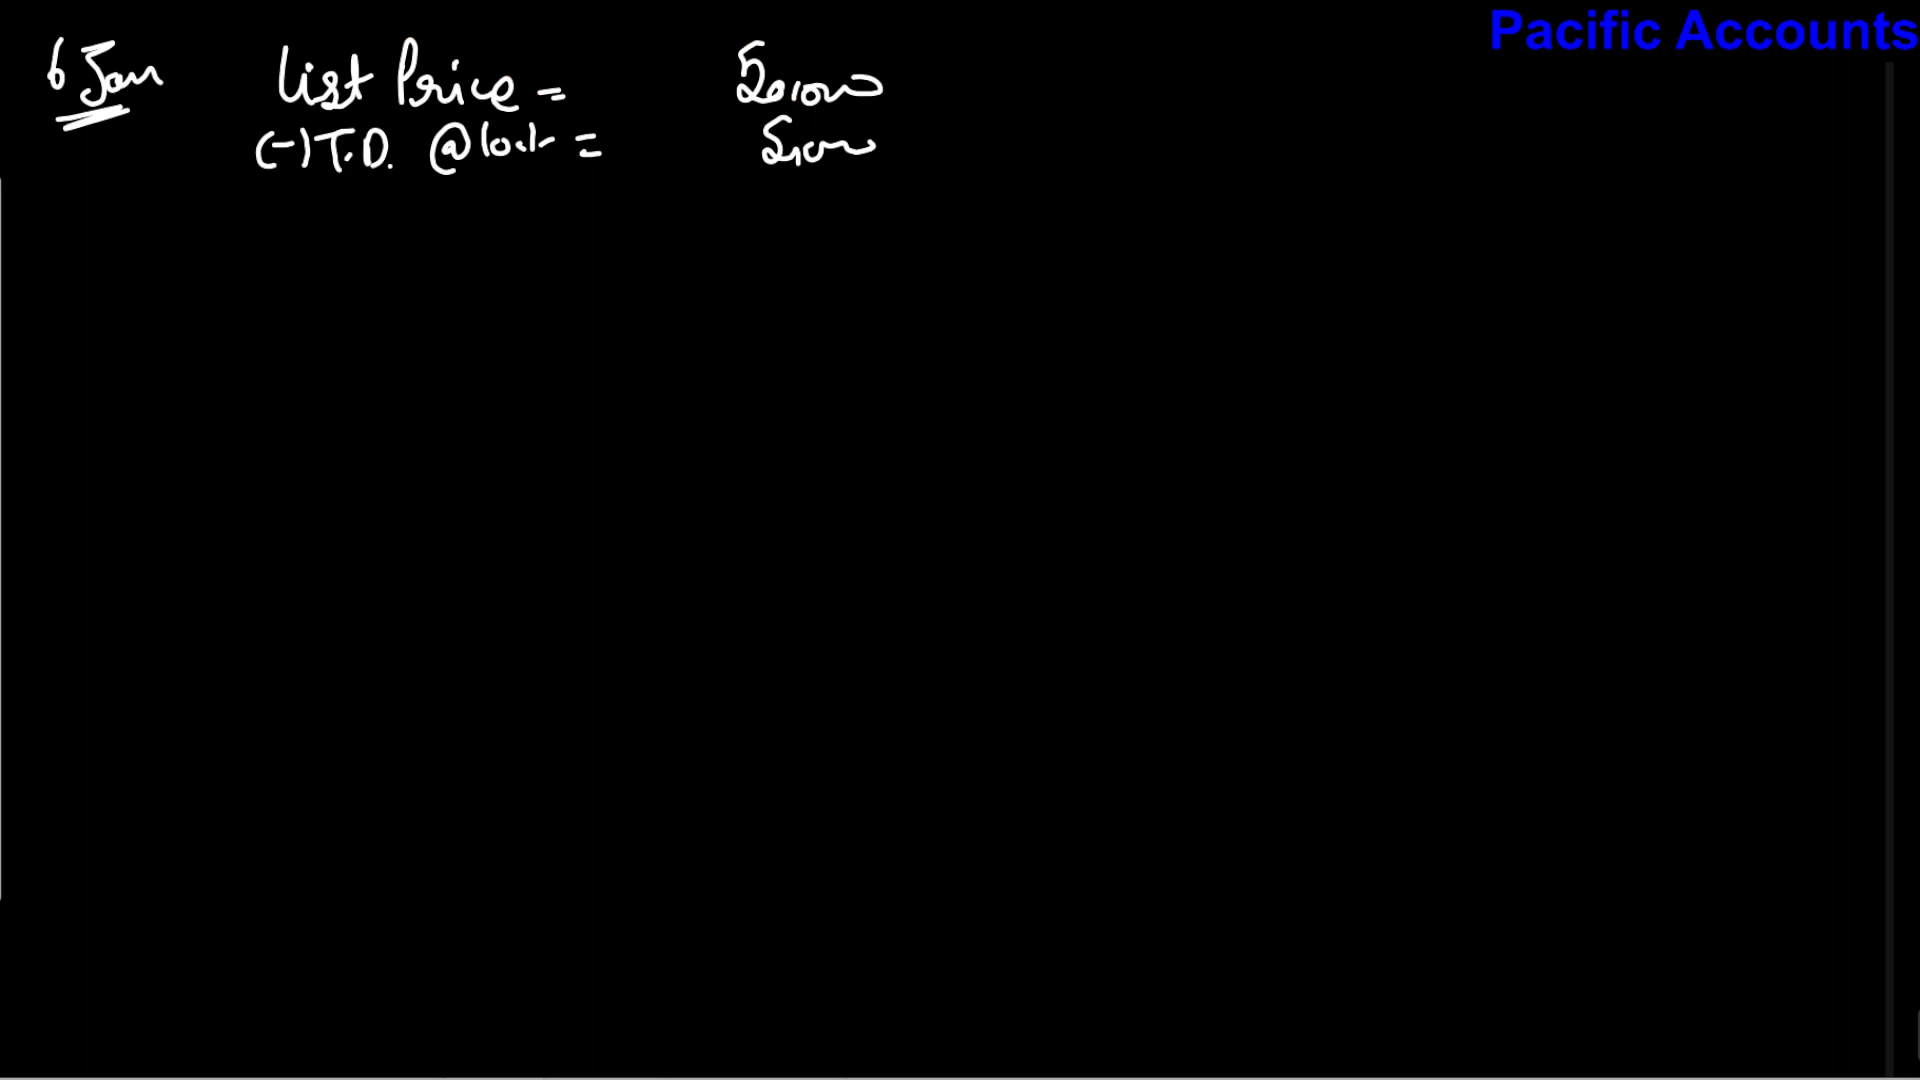 Pacific Accounts
6 Jan List Price = 50,000
(-) T.D. @ 10% = 5,000